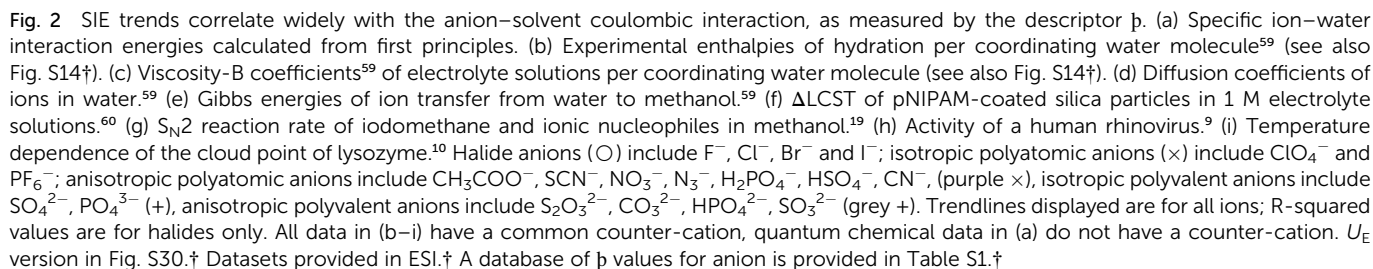 Fig. 2 SIE trends correlate widely with the anion–solvent coulombic interaction, as measured by the descriptor þ. (a) Specific ion–water
interaction energies calculated from first principles. (b) Experimental enthalpies of hydration per coordinating water molecule⁵⁹ (see also
Fig. S14†). (c) Viscosity-B coefficients⁵⁹ of electrolyte solutions per coordinating water molecule (see also Fig. S14†). (d) Diffusion coefficients of
ions in water.⁵⁹ (e) Gibbs energies of ion transfer from water to methanol.⁵⁹ (f) ΔLCST of pNIPAM-coated silica particles in 1 M electrolyte
solutions.⁶⁰ (g) S_N2 reaction rate of iodomethane and ionic nucleophiles in methanol.¹⁹ (h) Activity of a human rhinovirus.⁹ (i) Temperature
dependence of the cloud point of lysozyme.¹⁰ Halide anions (○) include F⁻, Cl⁻, Br⁻ and I⁻; isotropic polyatomic anions (×) include ClO₄⁻ and
PF₆⁻; anisotropic polyatomic anions include CH₃COO⁻, SCN⁻, NO₃⁻, N₃⁻, H₂PO₄⁻, HSO₄⁻, CN⁻, (purple ×), isotropic polyvalent anions include
SO₄²⁻, PO₄³⁻ (+), anisotropic polyvalent anions include S₂O₃²⁻, CO₃²⁻, HPO₄²⁻, SO₃²⁻ (grey +). Trendlines displayed are for all ions; R-squared
values are for halides only. All data in (b–i) have a common counter-cation, quantum chemical data in (a) do not have a counter-cation. U_E
version in Fig. S30.† Datasets provided in ESI.† A database of þ values for anion is provided in Table S1.†